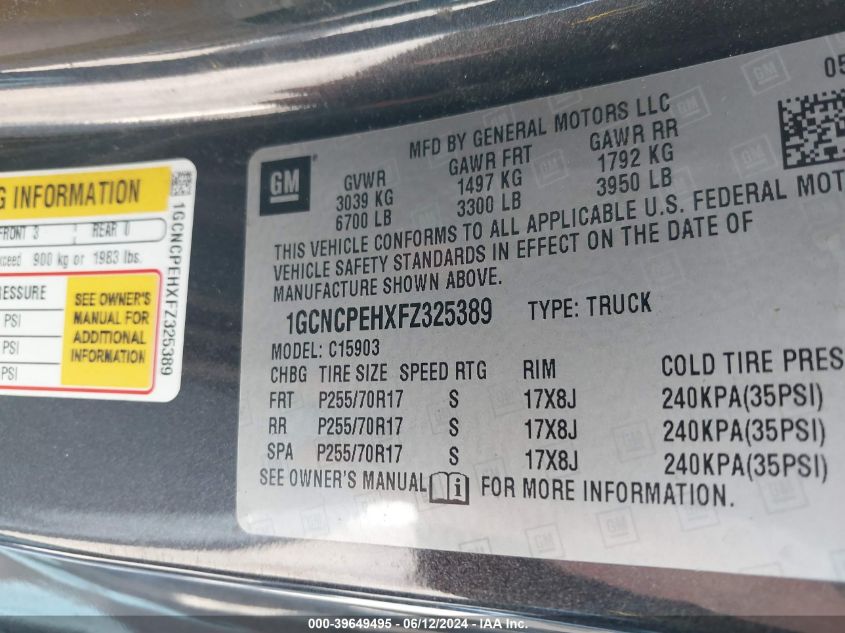 G INFORMATION
FRONT 3 REAR 0
exceed 900 kg or 1983 lbs.
PRESSURE
PSI
PSI
PSI
SEE OWNER'S
MANUAL FOR
ADDITIONAL
INFORMATION
1GCNCPEHXFZ325389
GM
05
MFD BY GENERAL MOTORS LLC
GVWR GAWR FRT GAWR RR
3039 KG 1497 KG 1792 KG
6700 LB 3300 LB 3950 LB
THIS VEHICLE CONFORMS TO ALL APPLICABLE U.S. FEDERAL MOT
VEHICLE SAFETY STANDARDS IN EFFECT ON THE DATE OF
MANUFACTURE SHOWN ABOVE.
1GCNCPEHXFZ325389 TYPE: TRUCK
MODEL: C15903
CHBG TIRE SIZE SPEED RTG RIM COLD TIRE PRES
FRT P255/70R17 S 17X8J 240KPA(35PSI)
RR P255/70R17 S 17X8J 240KPA(35PSI)
SPA P255/70R17 S 17X8J 240KPA(35PSI)
SEE OWNER'S MANUAL i FOR MORE INFORMATION.
000-39649495 - 06/12/2024 - IAA Inc.